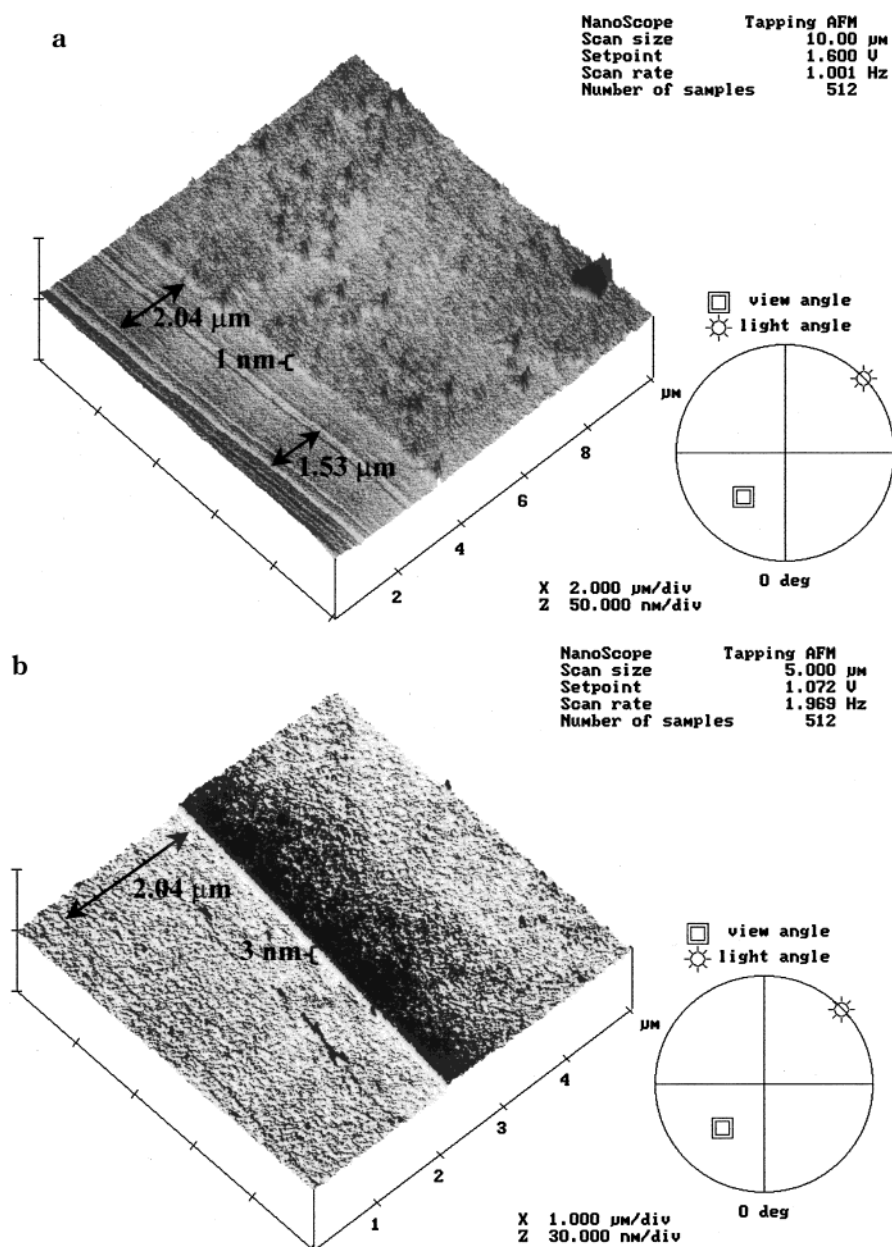 a
NanoScope Tapping AFM
Scan size 10.00 µm
Setpoint 1.600 V
Scan rate 1.001 Hz
Number of samples 512
2.04 µm
1 nm
1.53 µm
view angle
light angle
µm
8
6
4
2
0 deg
X 2.000 µm/div
Z 50.000 nm/div
b
NanoScope Tapping AFM
Scan size 5.000 µm
Setpoint 1.072 V
Scan rate 1.969 Hz
Number of samples 512
2.04 µm
3 nm
view angle
light angle
µm
4
3
2
1
0 deg
X 1.000 µm/div
Z 30.000 nm/div